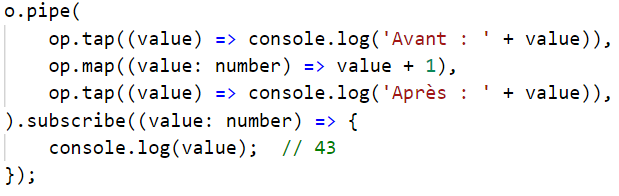 o.pipe(
    op.tap((value) => console.log('Avant : ' + value)),
    op.map((value: number) => value + 1),
    op.tap((value) => console.log('Après : ' + value)),
).subscribe((value: number) => {
    console.log(value);  // 43
});